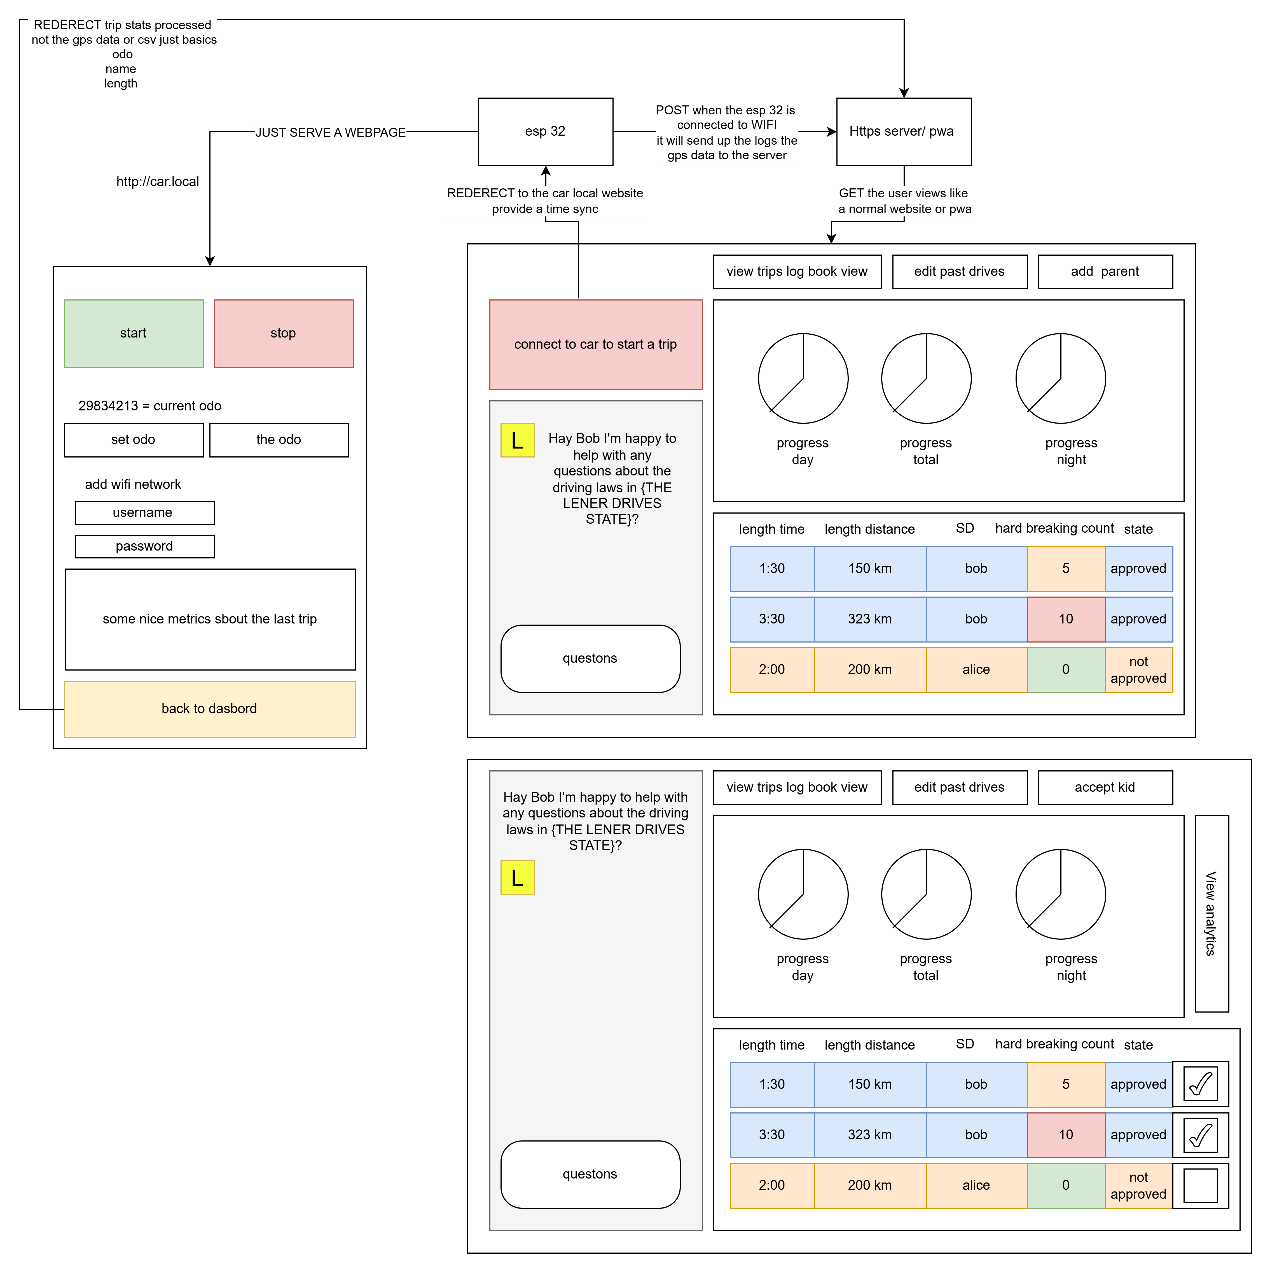 REDERECT trip stats processed
not the gps data or csv just basics
odo
name
length
esp 32
POST when the esp 32 is
connected to WIFI
it will send up the logs the
gps data to the server
Https server/ pwa
JUST SERVE A WEBPAGE
http://car.local
REDERECT to the car local website
provide a time sync
GET the user views like
a normal website or pwa
start
stop
29834213 = current odo
set odo
the odo
add wifi network
username
password
some nice metrics sbout the last trip
back to dasbord
view trips log book view
edit past drives
add parent
connect to car to start a trip
L
Hay Bob I'm happy to
help with any
questions about the
driving laws in {THE
LENER DRIVES
STATE}?
questons
progress
day
progress
total
progress
night
length time length distance SD hard breaking count state
1:30 150 km bob 5 approved
3:30 323 km bob 10 approved
2:00 200 km alice 0 not
approved
view trips log book view
edit past drives
accept kid
Hay Bob I'm happy to help with
any questions about the driving
laws in {THE LENER DRIVES
STATE}?
L
questons
progress
day
progress
total
progress
night
View analytics
length time length distance SD hard breaking count state
1:30 150 km bob 5 approved
3:30 323 km bob 10 approved
2:00 200 km alice 0 not
approved